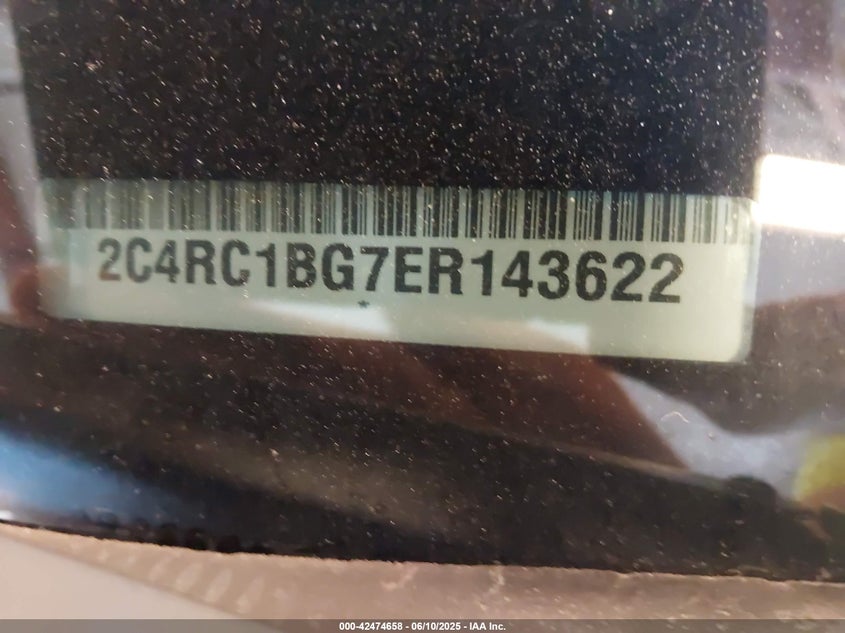 2C4RC1BG7ER143622
*
000-42474658 - 06/10/2025 - IAA Inc.